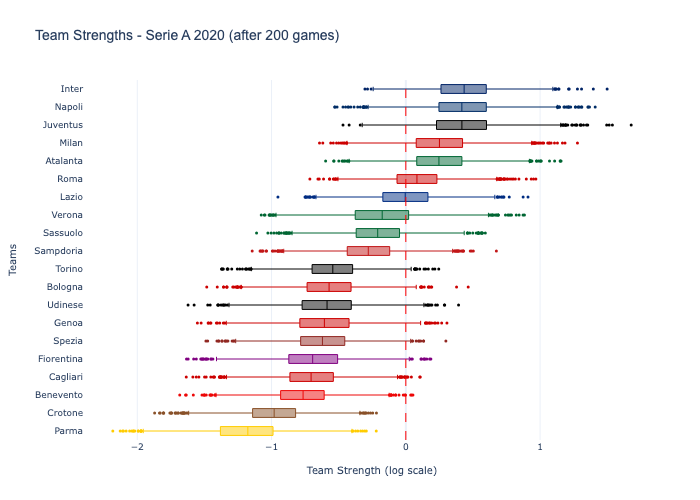 Team Strengths - Serie A 2020 (after 200 games)
Teams
Inter
Napoli
Juventus
Milan
Atalanta
Roma
Lazio
Verona
Sassuolo
Sampdoria
Torino
Bologna
Udinese
Genoa
Spezia
Fiorentina
Cagliari
Benevento
Crotone
Parma
−2
−1
0
1
Team Strength (log scale)